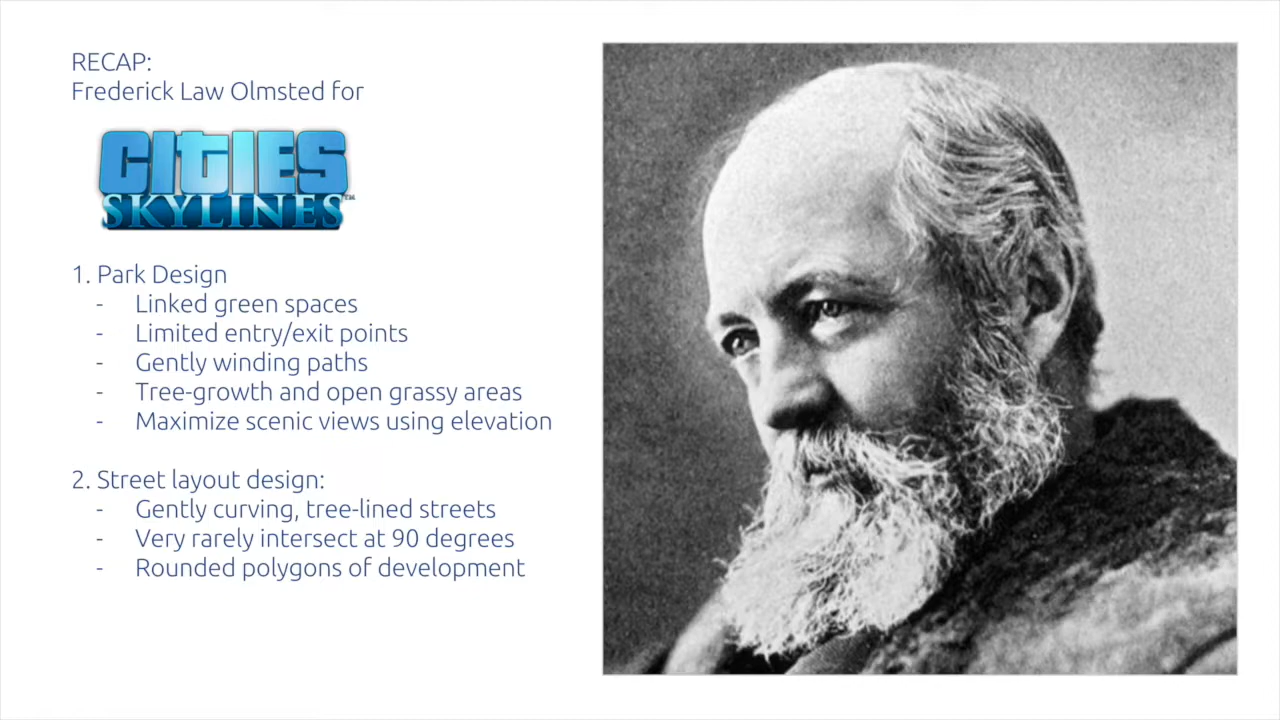 RECAP:
Frederick Law Olmsted for
CITIES
SKYLINES™
1. Park Design
- Linked green spaces
- Limited entry/exit points
- Gently winding paths
- Tree-growth and open grassy areas
- Maximize scenic views using elevation
2. Street layout design:
- Gently curving, tree-lined streets
- Very rarely intersect at 90 degrees
- Rounded polygons of development